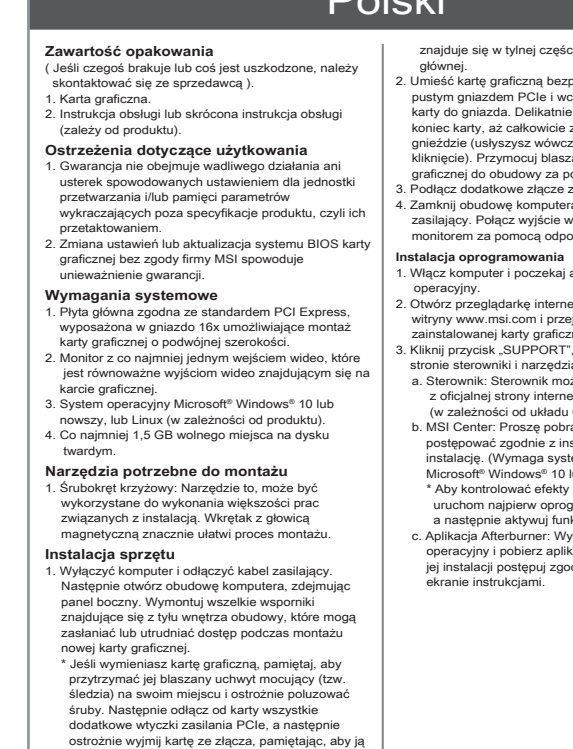 Polski
Zawartość opakowania
( Jeśli czegoś brakuje lub coś jest uszkodzone, należy
skontaktować się ze sprzedawcą ).
1. Karta graficzna.
2. Instrukcja obsługi lub skrócona instrukcja obsługi
(zależy od produktu).
Ostrzeżenia dotyczące użytkowania
1. Gwarancja nie obejmuje wadliwego działania ani
usterek spowodowanych ustawieniem dla jednostki
przetwarzania i/lub pamięci parametrów
wykraczających poza specyfikacje produktu, czyli ich
przetaktowaniem.
2. Zmiana ustawień lub aktualizacja systemu BIOS karty
graficznej bez zgody firmy MSI spowoduje
unieważnienie gwarancji.
Wymagania systemowe
1. Płyta główna zgodna ze standardem PCI Express,
wyposażona w gniazdo 16x umożliwiające montaż
karty graficznej o podwójnej szerokości.
2. Monitor z co najmniej jednym wejściem wideo, które
jest równoważne wyjściom wideo znajdującym się na
karcie graficznej.
3. System operacyjny Microsoft® Windows® 10 lub
nowszy, lub Linux (w zależności od produktu).
4. Co najmniej 1,5 GB wolnego miejsca na dysku
twardym.
Narzędzia potrzebne do montażu
1. Śrubokręt krzyżowy: Narzędzie to, może być
wykorzystane do wykonania większości prac
związanych z instalacją. Wkrętak z głowicą
magnetyczną znacznie ułatwi proces montażu.
Instalacja sprzętu
1. Wyłączyć komputer i odłączyć kabel zasilający.
Następnie otwórz obudowę komputera, zdejmując
panel boczny. Wymontuj wszelkie wsporniki
znajdujące się z tyłu wnętrza obudowy, które mogą
zasłaniać lub utrudniać dostęp podczas montażu
nowej karty graficznej.
* Jeśli wymieniasz kartę graficzną, pamiętaj, aby
przytrzymać jej blaszany uchwyt mocujący (tzw.
śledzia) na swoim miejscu i ostrożnie poluzować
śruby. Następnie odłącz od karty wszystkie
dodatkowe wtyczki zasilania PCIe, a następnie
ostrożnie wyjmij kartę ze złącza, pamiętając, aby ją
znajduje się w tylnej częśc
głównej.
2. Umieść kartę graficzną bezp
pustym gniazdem PCIe i wc
karty do gniazda. Delikatnie
koniec karty, aż całkowicie z
gnieździe (usłyszysz wówcz
kliknięcie). Przymocuj blasz
graficznej do obudowy za po
3. Podłącz dodatkowe złącze z
4. Zamknij obudowę komputera
zasilający. Połącz wyjście w
monitorem za pomocą odpo
Instalacja oprogramowania
1. Włącz komputer i poczekaj a
operacyjny.
2. Otwórz przeglądarkę interne
witryny www.msi.com i przej
zainstalowanej karty graficzn
3. Kliknij przycisk „SUPPORT”,
stronie sterowniki i narzędzia
a. Sterownik: Sterownik moż
z oficjalnej strony interne
(w zależności od układu
b. MSI Center: Proszę pobra
postępować zgodnie z ins
instalację. (Wymaga syste
Microsoft® Windows® 10 lu
* Aby kontrolować efekty
uruchom najpierw oprog
a następnie aktywuj funk
c. Aplikacja Afterburner: Wy
operacyjny i pobierz aplik
jej instalacji postępuj zgod
ekranie instrukcjami.